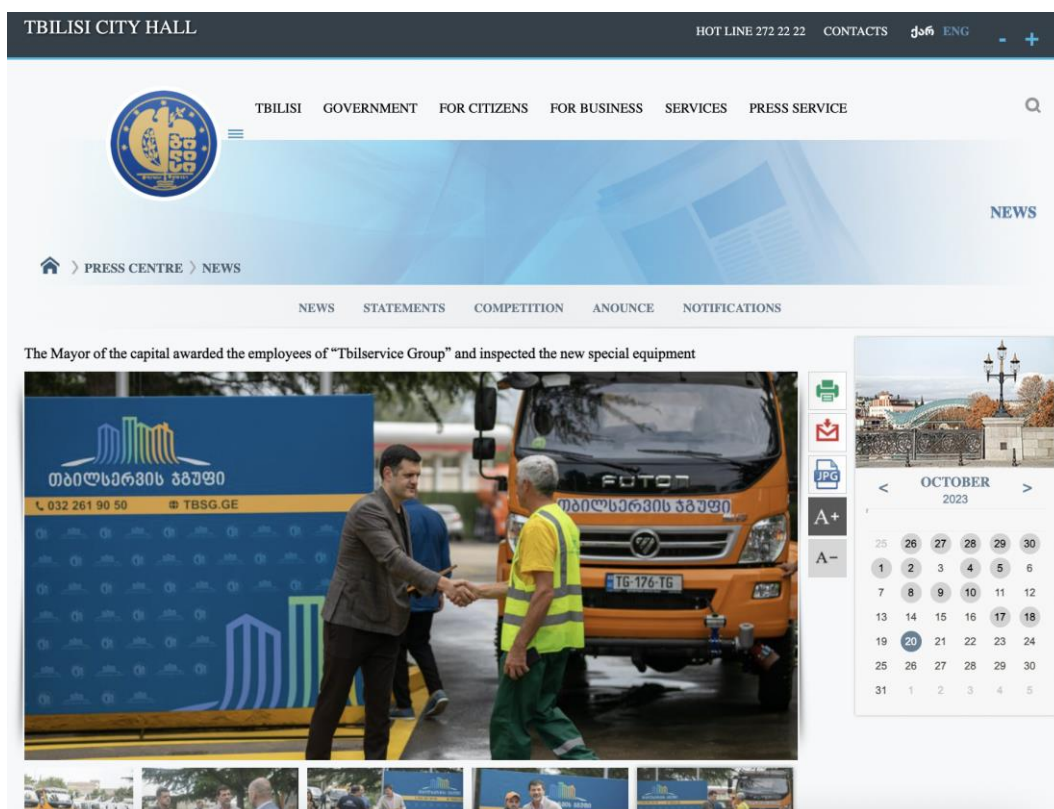 TBILISI CITY HALL
HOT LINE 272 22 22 CONTACTS ქარ ENG - +
TBILISI GOVERNMENT FOR CITIZENS FOR BUSINESS SERVICES PRESS SERVICE
NEWS
PRESS CENTRE NEWS
NEWS STATEMENTS COMPETITION ANOUNCE NOTIFICATIONS
The Mayor of the capital awarded the employees of “Tbilservice Group” and inspected the new special equipment
თბილსერვის ჯგუფი
032 261 90 50 TBSG.GE
FOTON
თბილსერვის ჯგუფი
TG-176-TG
JPG
A+
A-
< OCTOBER >
2023
25 26 27 28 29 30
1 2 3 4 5 6
7 8 9 10 11 12
13 14 15 16 17 18
19 20 21 22 23 24
25 26 27 28 29 30
31 1 2 3 4 5